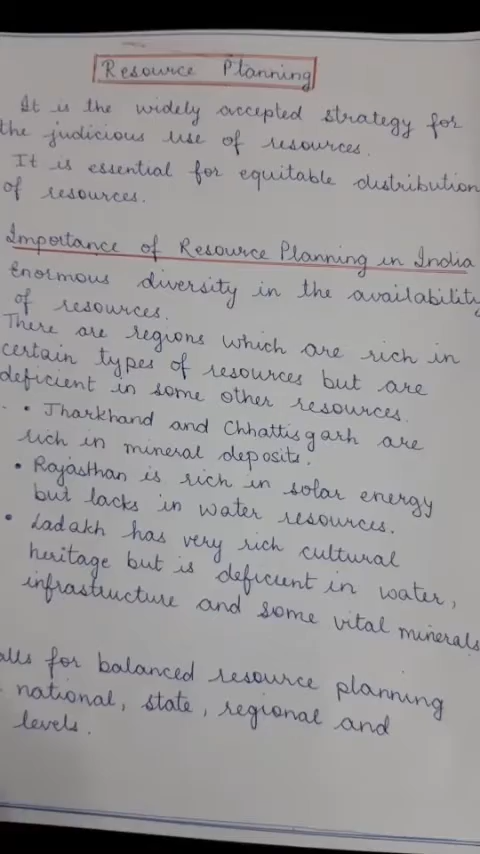 Resource Planning
It is the widely accepted strategy for
the judicious use of resources.
It is essential for equitable distribution
of resources.
Importance of Resource Planning in India
Enormous diversity in the availability
of resources.
There are regions which are rich in
certain types of resources but are
deficient in some other resources.
• Jharkhand and Chhattisgarh are
rich in mineral deposits.
• Rajasthan is rich in solar energy
but lacks in water resources.
• Ladakh has very rich cultural
heritage but is deficient in water,
infrastructure and some vital minerals
for balanced resource planning
national, state, regional and
levels.